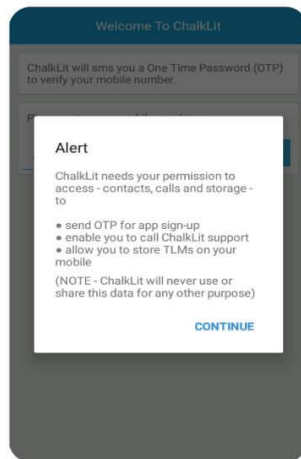 Welcome To ChalkLit
ChalkLit will sms you a One Time Password (OTP)
to verify your mobile number.
Alert
ChalkLit needs your permission to
access - contacts, calls and storage -
to
• send OTP for app sign-up
• enable you to call ChalkLit support
• allow you to store TLMs on your
mobile
(NOTE - ChalkLit will never use or
share this data for any other purpose)
CONTINUE